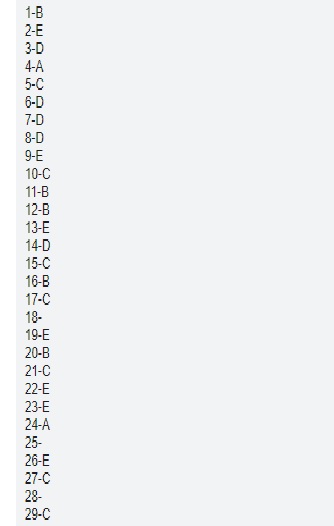 1-B
2-E
3-D
4-A
5-C
6-D
7-D
8-D
9-E
10-C
11-B
12-B
13-E
14-D
15-C
16-B
17-C
18-
19-E
20-B
21-C
22-E
23-E
24-A
25-
26-E
27-C
28-
29-C